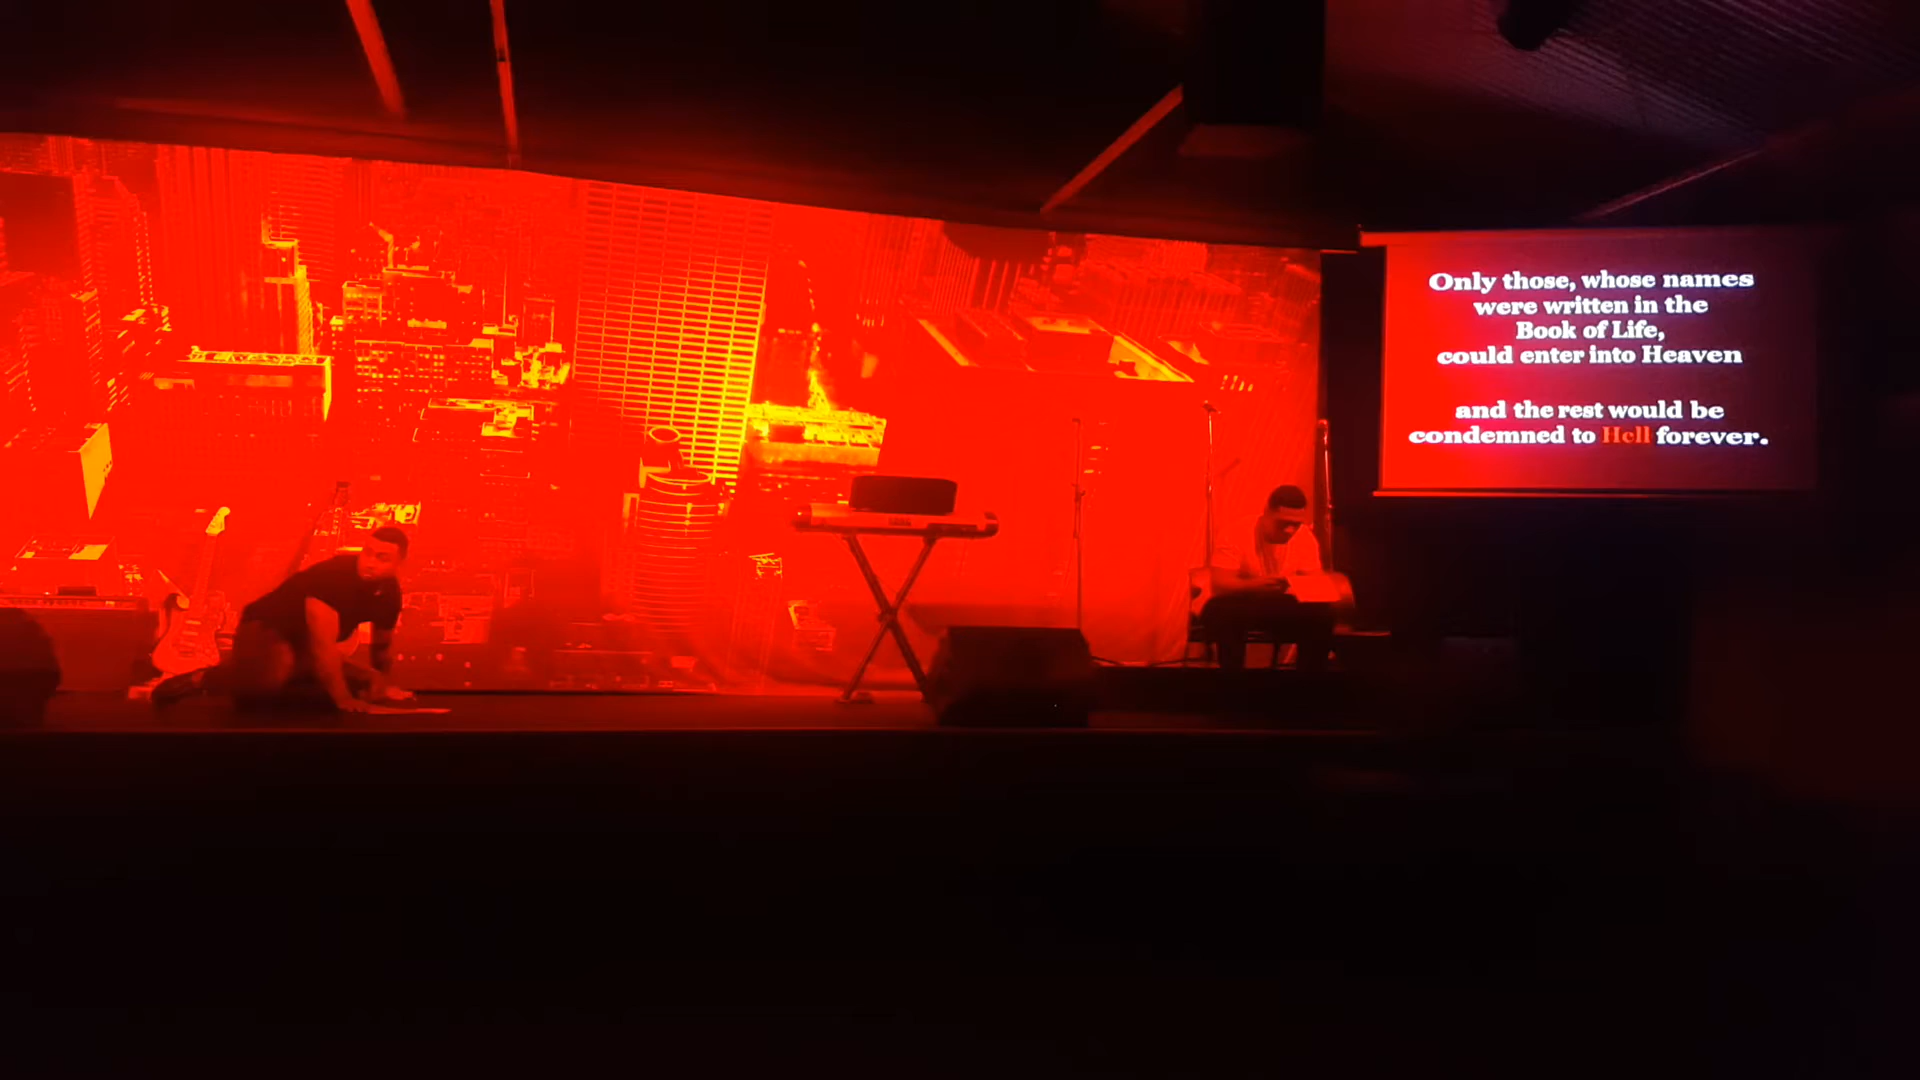 Only those, whose names
were written in the
Book of Life,
could enter into Heaven
and the rest would be
condemned to Hell forever.